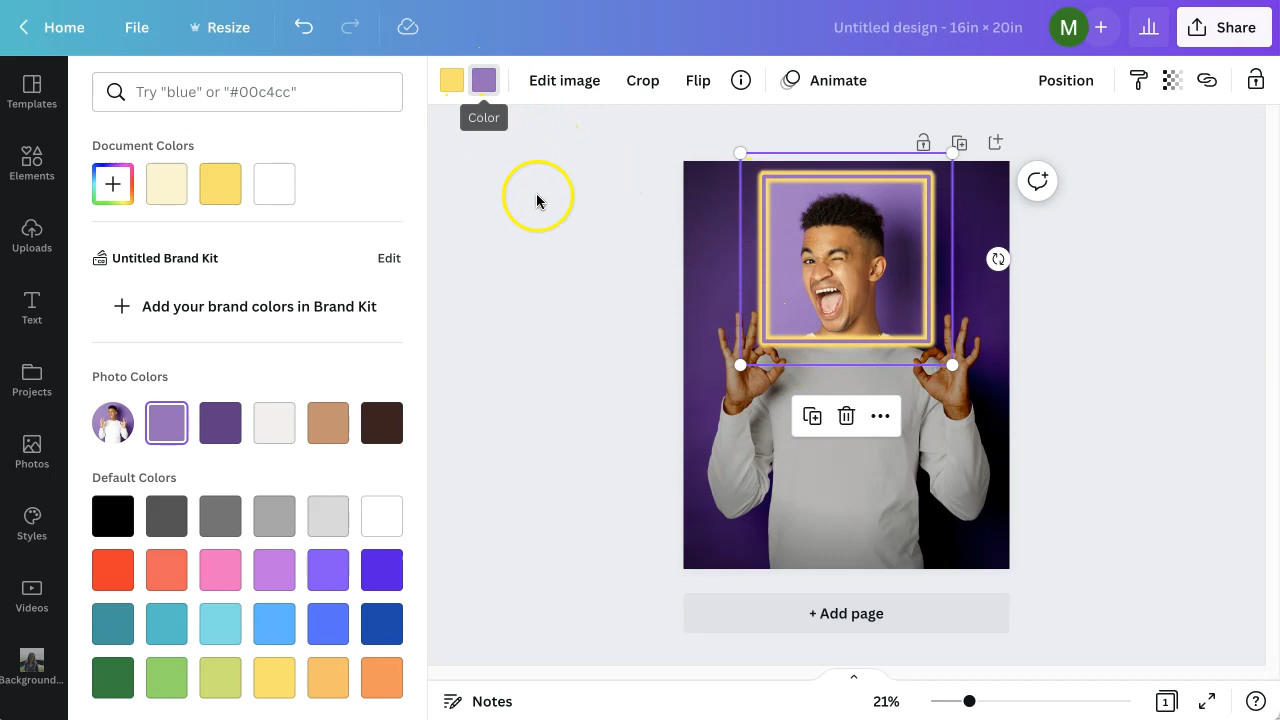 Home
File
Resize
Untitled design - 16in × 20in
M
Share
Templates
Elements
Uploads
Text
Projects
Photos
Styles
Videos
Background...
Try "blue" or "#00c4cc"
Document Colors
Untitled Brand Kit
Edit
Add your brand colors in Brand Kit
Photo Colors
Default Colors
Edit image
Crop
Flip
Animate
Position
Color
+ Add page
Notes
21%
1